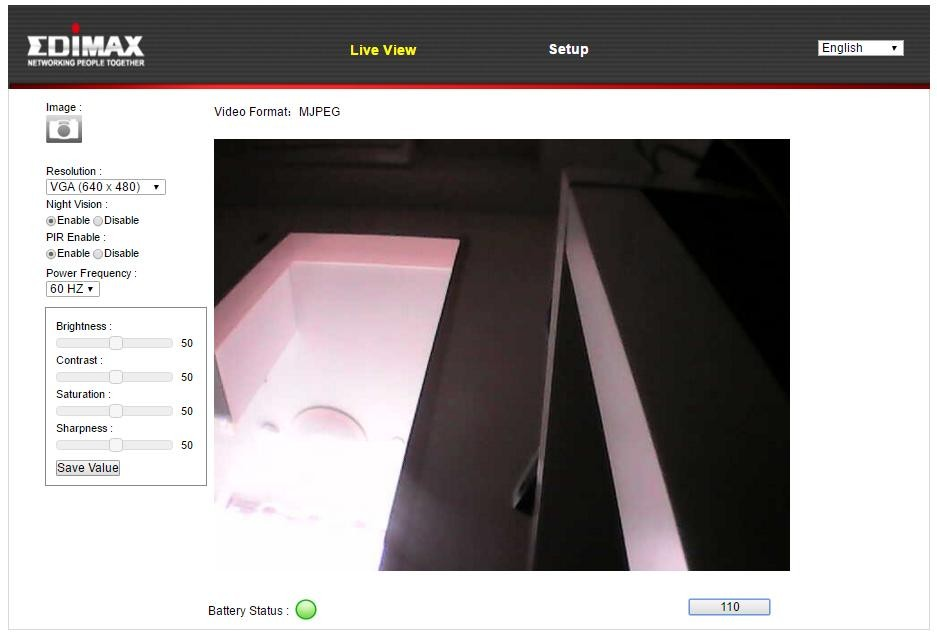 EDIMAX
NETWORKING PEOPLE TOGETHER
Live View
Setup
English
Image :
Video Format: MJPEG
Resolution :
VGA (640 x 480)
Night Vision :
Enable Disable
PIR Enable :
Enable Disable
Power Frequency :
60 HZ
Brightness :
50
Contrast :
50
Saturation :
50
Sharpness :
50
Save Value
Battery Status :
110